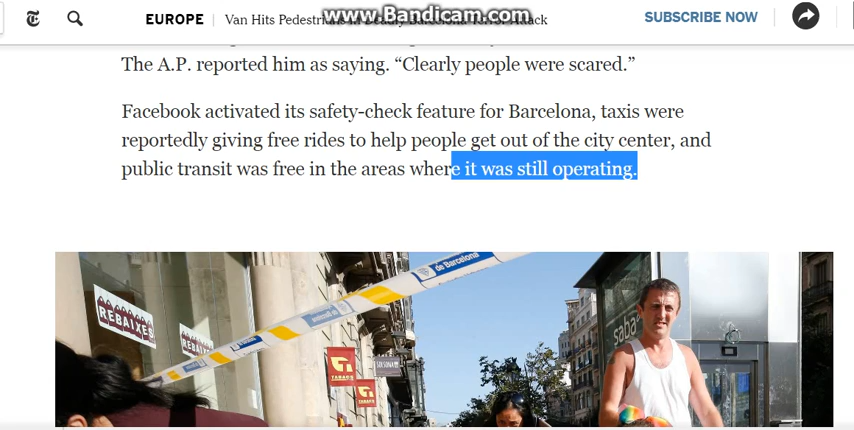 www.Bandicam.com
EUROPE Van Hits Pedestrians in Deadly Barcelona Terror Attack SUBSCRIBE NOW
The A.P. reported him as saying. “Clearly people were scared.”
Facebook activated its safety-check feature for Barcelona, taxis were
reportedly giving free rides to help people get out of the city center, and
public transit was free in the areas where it was still operating.
de Barcelona
REBAIXES
REBAIXES
TABACS
TABACS
saba